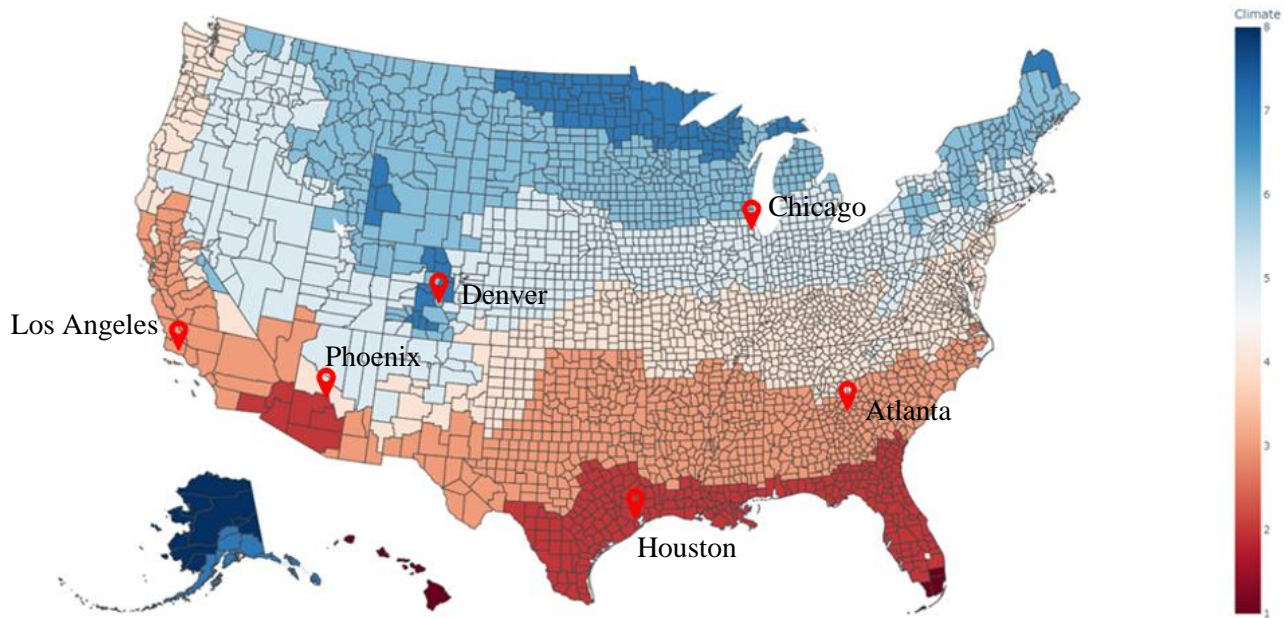 Climate
8
7
6
5
4
3
2
1
Chicago
Denver
Los Angeles
Phoenix
Atlanta
Houston